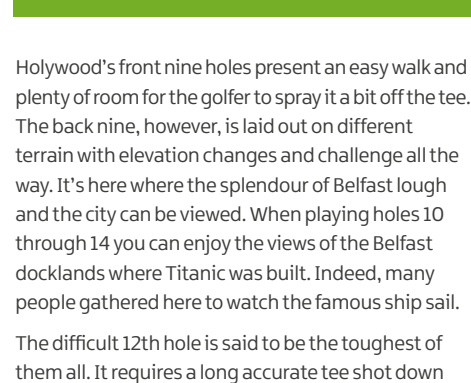 Holywood's front nine holes present an easy walk and
plenty of room for the golfer to spray it a bit off the tee.
The back nine, however, is laid out on different
terrain with elevation changes and challenge all the
way. It's here where the splendour of Belfast lough
and the city can be viewed. When playing holes 10
through 14 you can enjoy the views of the Belfast
docklands where Titanic was built. Indeed, many
people gathered here to watch the famous ship sail.
The difficult 12th hole is said to be the toughest of
them all. It requires a long accurate tee shot down